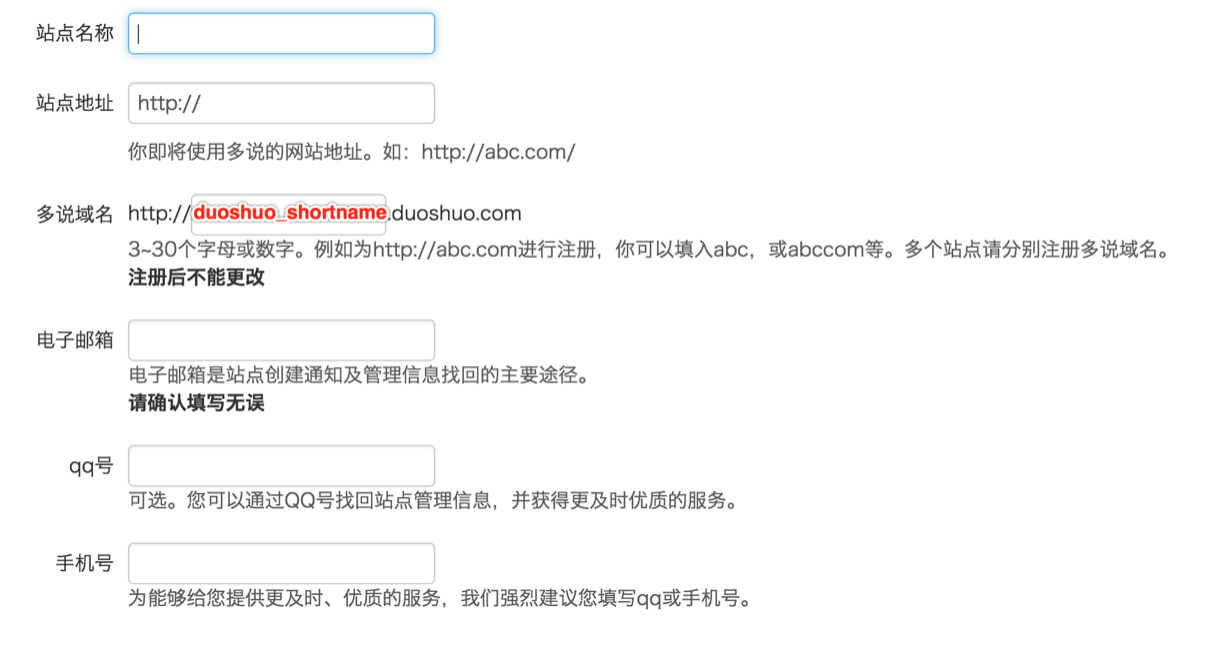 站点名称
站点地址 http://
你即将使用多说的网站地址。如：http://abc.com/
多说域名 http://duoshuo_shortname.duoshuo.com
3~30个字母或数字。例如为http://abc.com进行注册，你可以填入abc，或abccom等。多个站点请分别注册多说域名。
注册后不能更改
电子邮箱
电子邮箱是站点创建通知及管理信息找回的主要途径。
请确认填写无误
qq号
可选。您可以通过QQ号找回站点管理信息，并获得更及时优质的服务。
手机号
为能够给您提供更及时、优质的服务，我们强烈建议您填写qq或手机号。